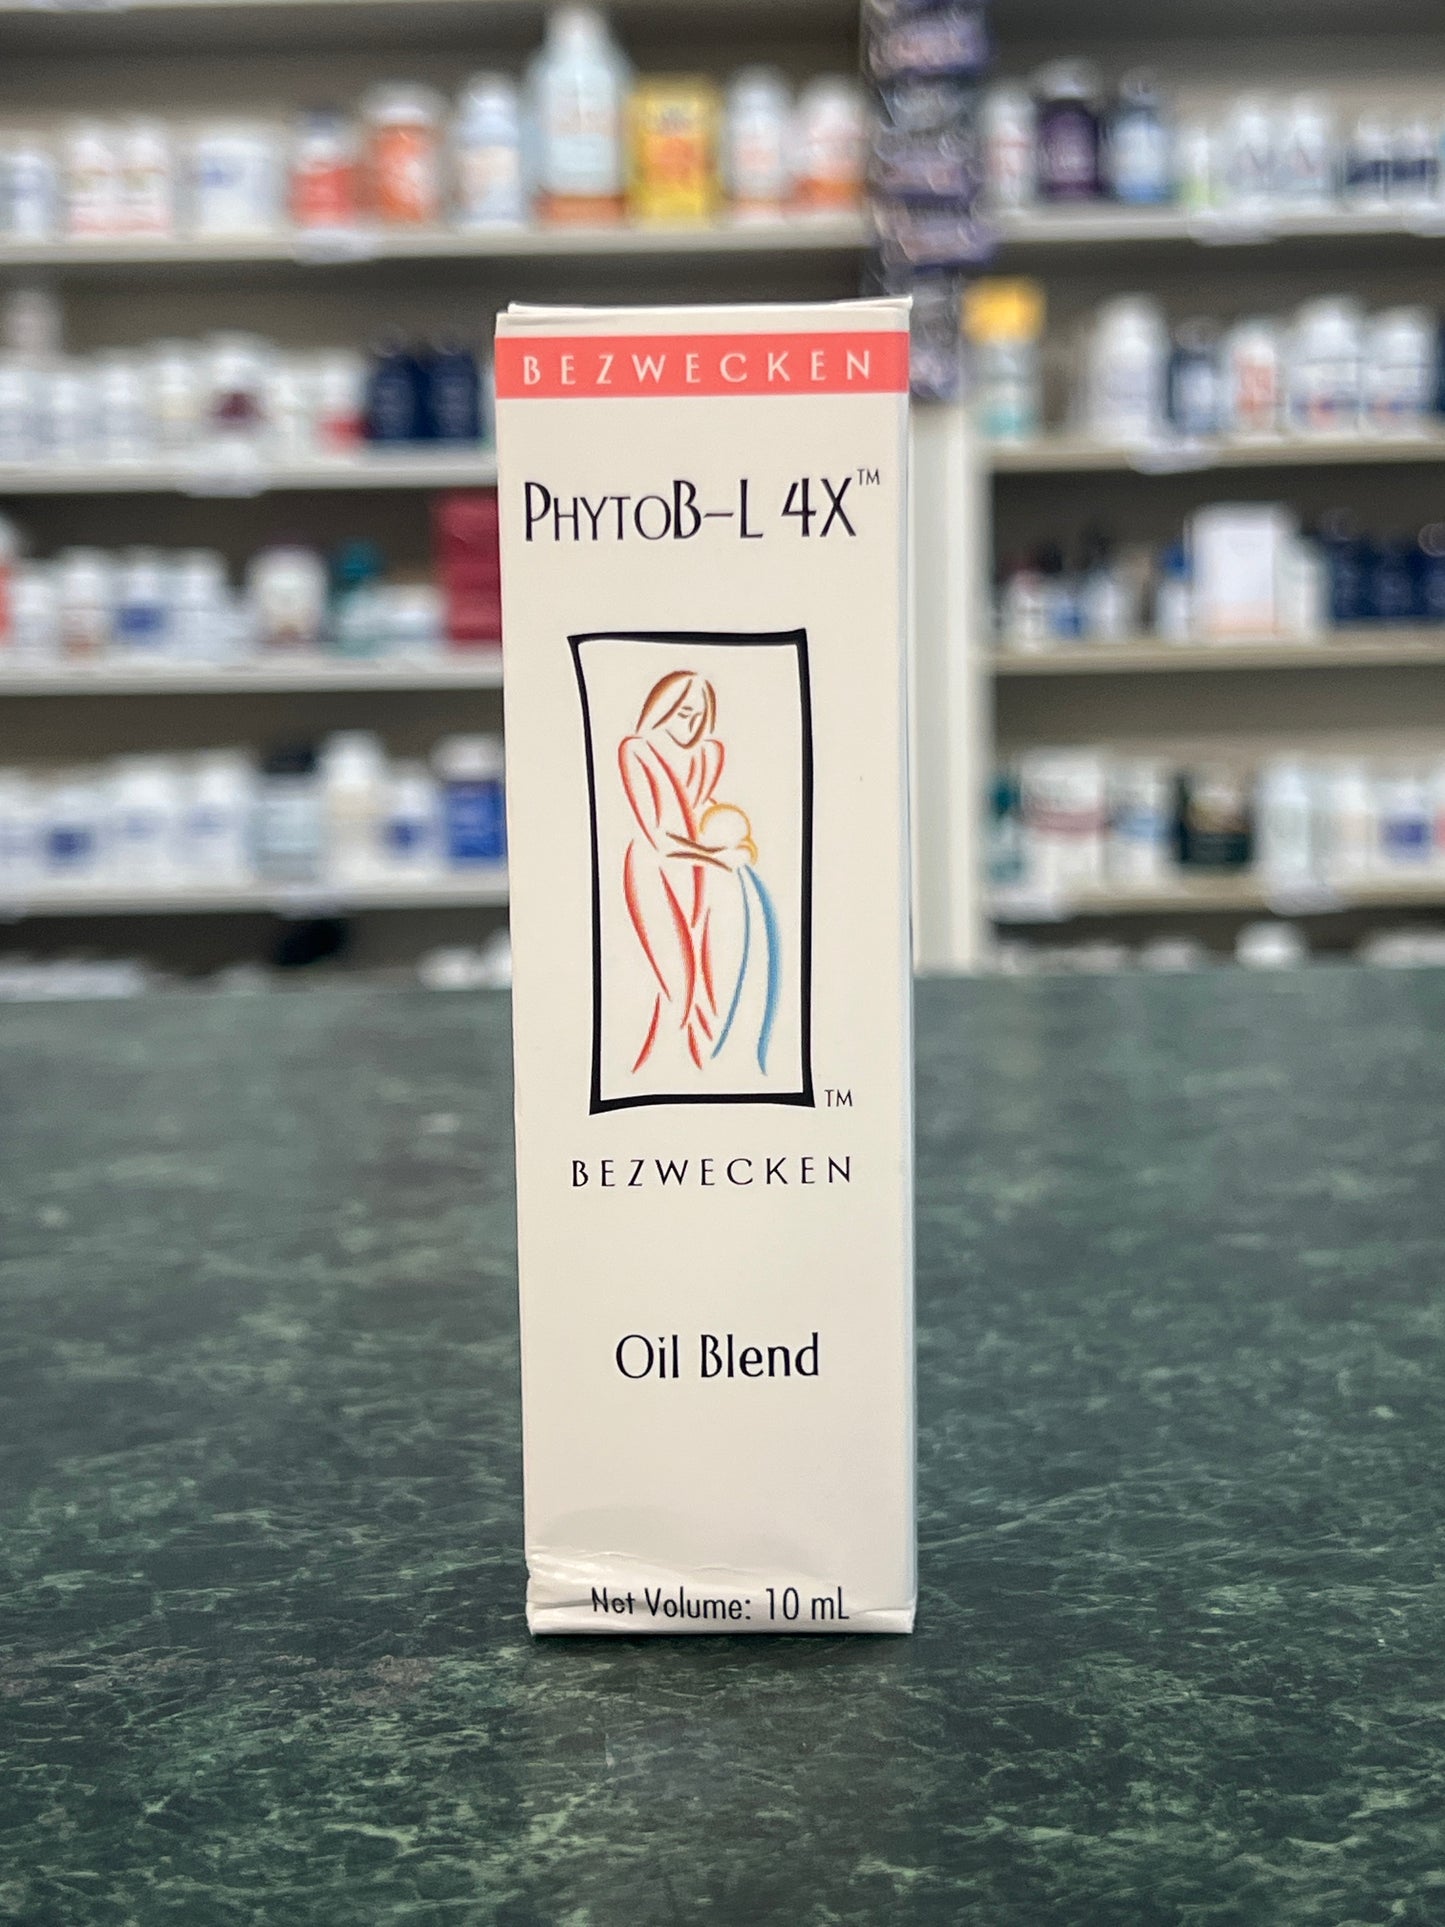 BEZWECKEN
PHYTOB-L 4X™
TM
BEZWECKEN
Oil Blend
Net Volume: 10 mL